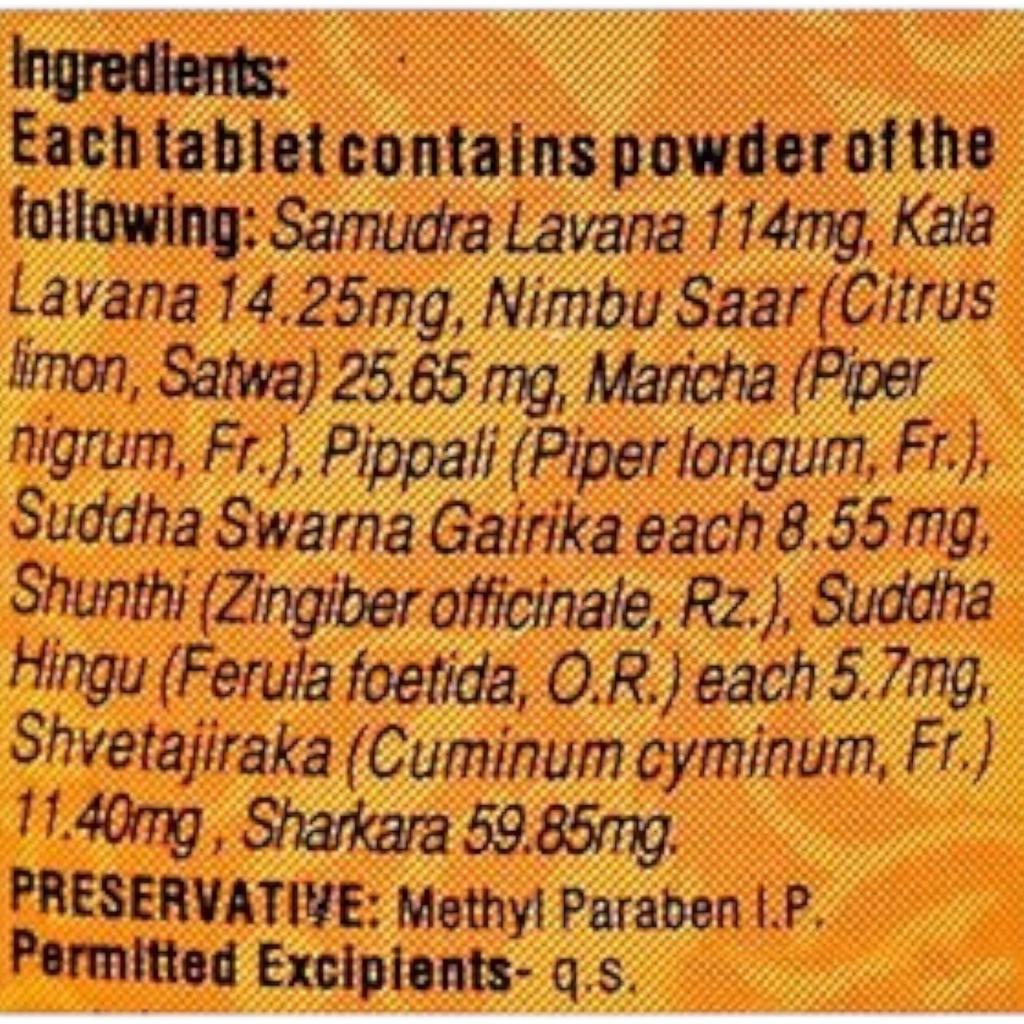 Ingredients:
Each tablet contains powder of the
following: Samudra Lavana 114mg, Kala
Lavana 14.25mg, Nimbu Saar (Citrus
limon, Satwa) 25.65 mg, Maricha (Piper
nigrum, Fr.), Pippali (Piper longum, Fr.),
Suddha Swarna Gairika each 8.55 mg,
Shunthi (Zingiber officinale, Rz.), Suddha
Hingu (Ferula foetida, O.R.) each 5.7mg,
Shvetajiraka (Cuminum cyminum, Fr.)
11.40mg , Sharkara 59.85mg.
PRESERVATIVE: Methyl Paraben I.P.
Permitted Excipients- q.s.